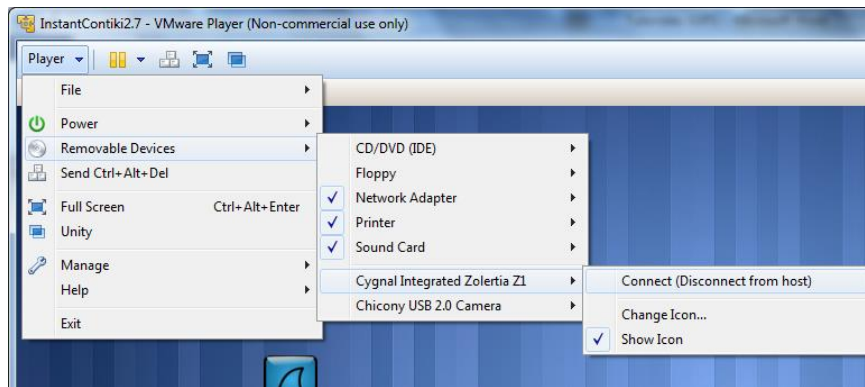 InstantContiki2.7 - VMware Player (Non-commercial use only)
Player
File
Power
Removable Devices
Send Ctrl+Alt+Del
Full Screen Ctrl+Alt+Enter
Unity
Manage
Help
Exit
CD/DVD (IDE)
Floppy
Network Adapter
Printer
Sound Card
Cygnal Integrated Zolertia Z1
Chicony USB 2.0 Camera
Connect (Disconnect from host)
Change Icon...
Show Icon